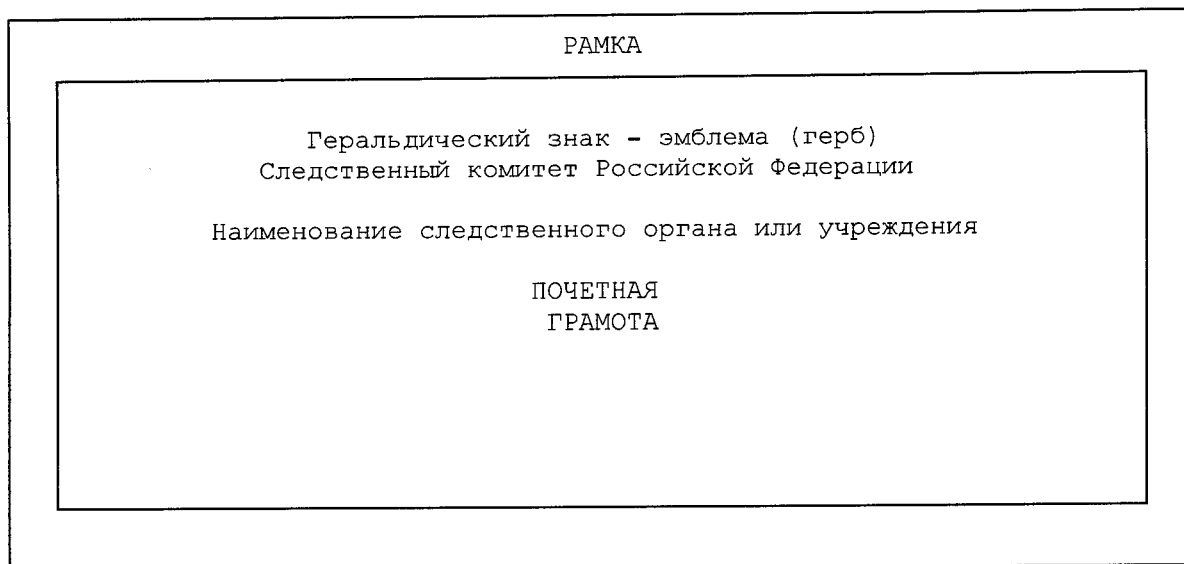 РАМКА
Геральдический знак - эмблема (герб)
Следственный комитет Российской Федерации
Наименование следственного органа или учреждения
ПОЧЕТНАЯ
ГРАМОТА